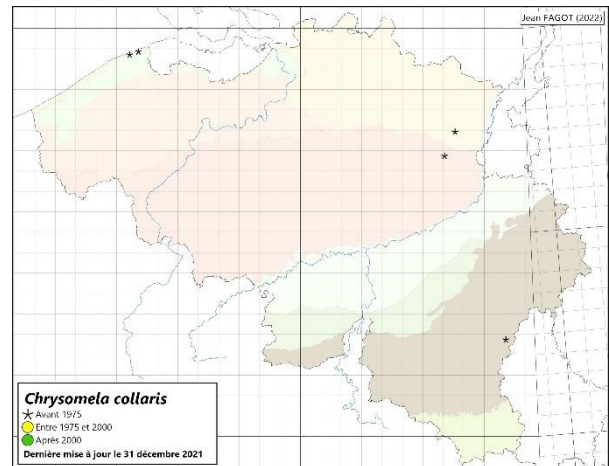 Jean FAGOT (2022)
Chrysomela collaris
Avant 1975
Entre 1975 et 2000
Après 2000
Dernière mise à jour le 31 décembre 2021